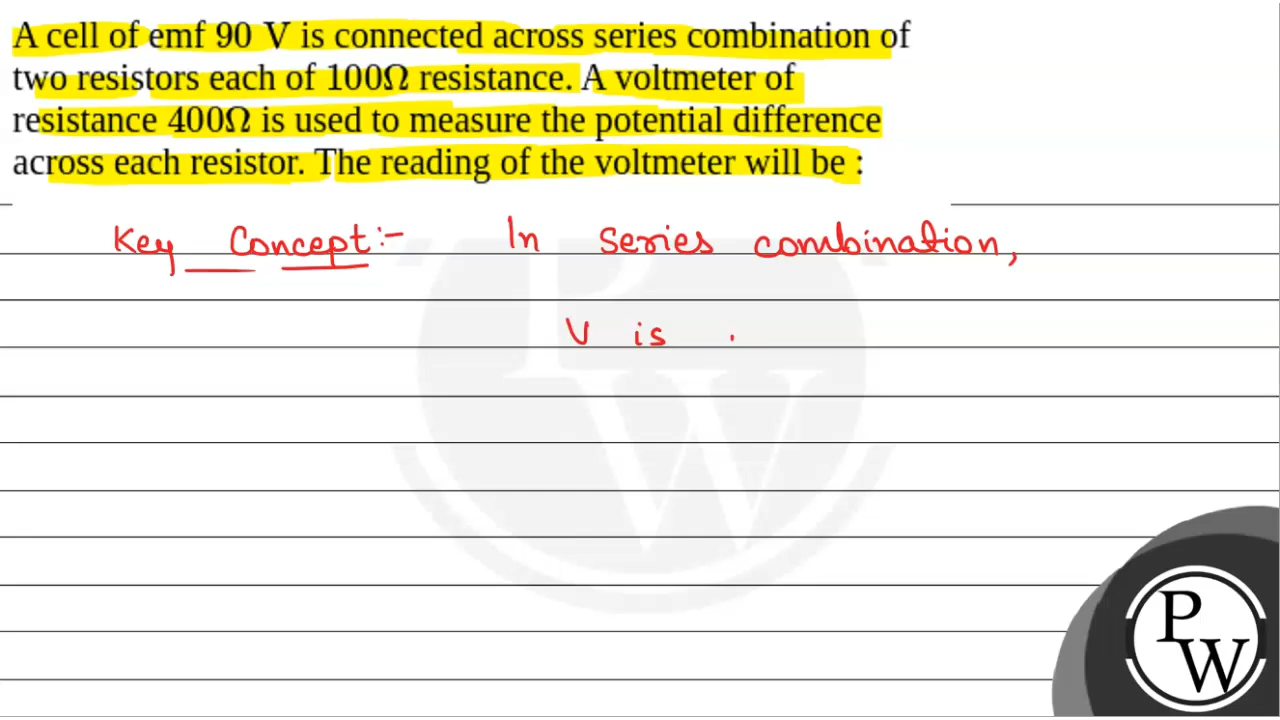 A cell of emf 90 V is connected across series combination of
two resistors each of 100Ω resistance. A voltmeter of
resistance 400Ω is used to measure the potential difference
across each resistor. The reading of the voltmeter will be :
Key Concept:- In series combination,
V is
P
W
P
W